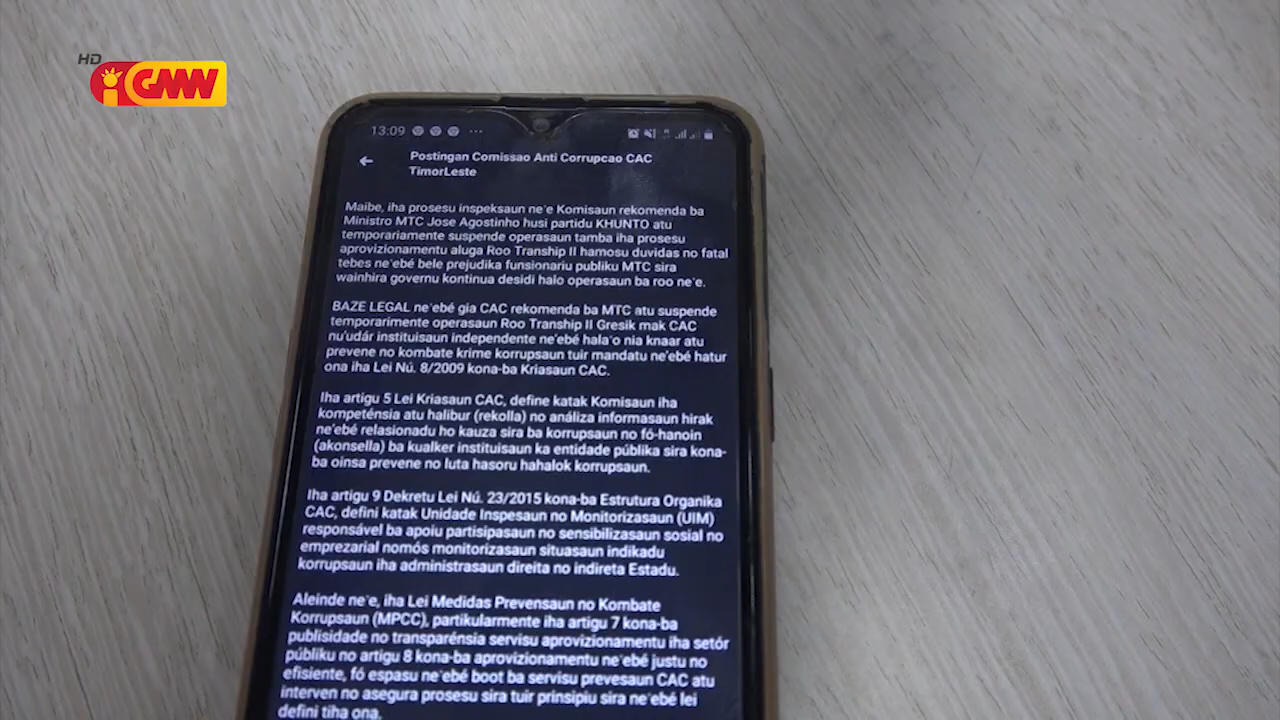 HD
GMN
13:09
Postingan Comissao Anti Corrupcao CAC
TimorLeste
Maibe, iha prosesu inspeksaun ne'e Komisaun rekomenda ba
Ministro MTC Jose Agostinho husi partidu KHUNTO atu
temporariamente suspende operasaun tamba iha prosesu
aprovizionamentu aluga Roo Tranship II hamosu duvidas no fatal
tebes ne'ebé bele prejudika funsionariu publiku MTC sira
wainhira governu kontinua desidi halo operasaun ba roo ne'e.
BAZE LEGAL ne'ebé gia CAC rekomenda ba MTC atu suspende
temporarimente operasaun Roo Tranship II Gresik mak CAC
nu'udár instituisaun independente ne'ebé hala'o nia knaar atu
prevene no kombate krime korrupsaun tuir mandatu ne'ebé hatur
ona iha Lei Nú. 8/2009 kona-ba Kriasaun CAC.
Iha artigu 5 Lei Kriasaun CAC, define katak Komisaun iha
kompeténsia atu halibur (rekolla) no análiza informasaun hirak
ne'ebé relasionadu ho kauza sira ba korrupsaun no fó-hanoin
(akonsella) ba kualker instituisaun ka entidade públika sira kona-
ba oinsa prevene no luta hasoru hahalok korrupsaun.
Iha artigu 9 Dekretu Lei Nú. 23/2015 kona-ba Estrutura Organika
CAC, defini katak Unidade Inspesaun no Monitorizasaun (UIM)
responsável ba apoiu partisipasaun no sensibilizasaun sosial no
emprezarial nomós monitorizasaun situasaun indikadu
korrupsaun iha administrasaun direita no indireta Estadu.
Aleinde ne'e, iha Lei Medidas Prevensaun no Kombate
Korrupsaun (MPCC), partikularmente iha artigu 7 kona-ba
publisidade no transparénsia servisu aprovizionamentu iha setór
públiku no artigu 8 kona-ba aprovizionamentu ne'ebé justu no
efisiente, fó espasu ne'ebé boot ba servisu prevesaun CAC atu
interven no asegura prosesu sira tuir prinsipiu sira ne'ebé lei
defini tiha ona.